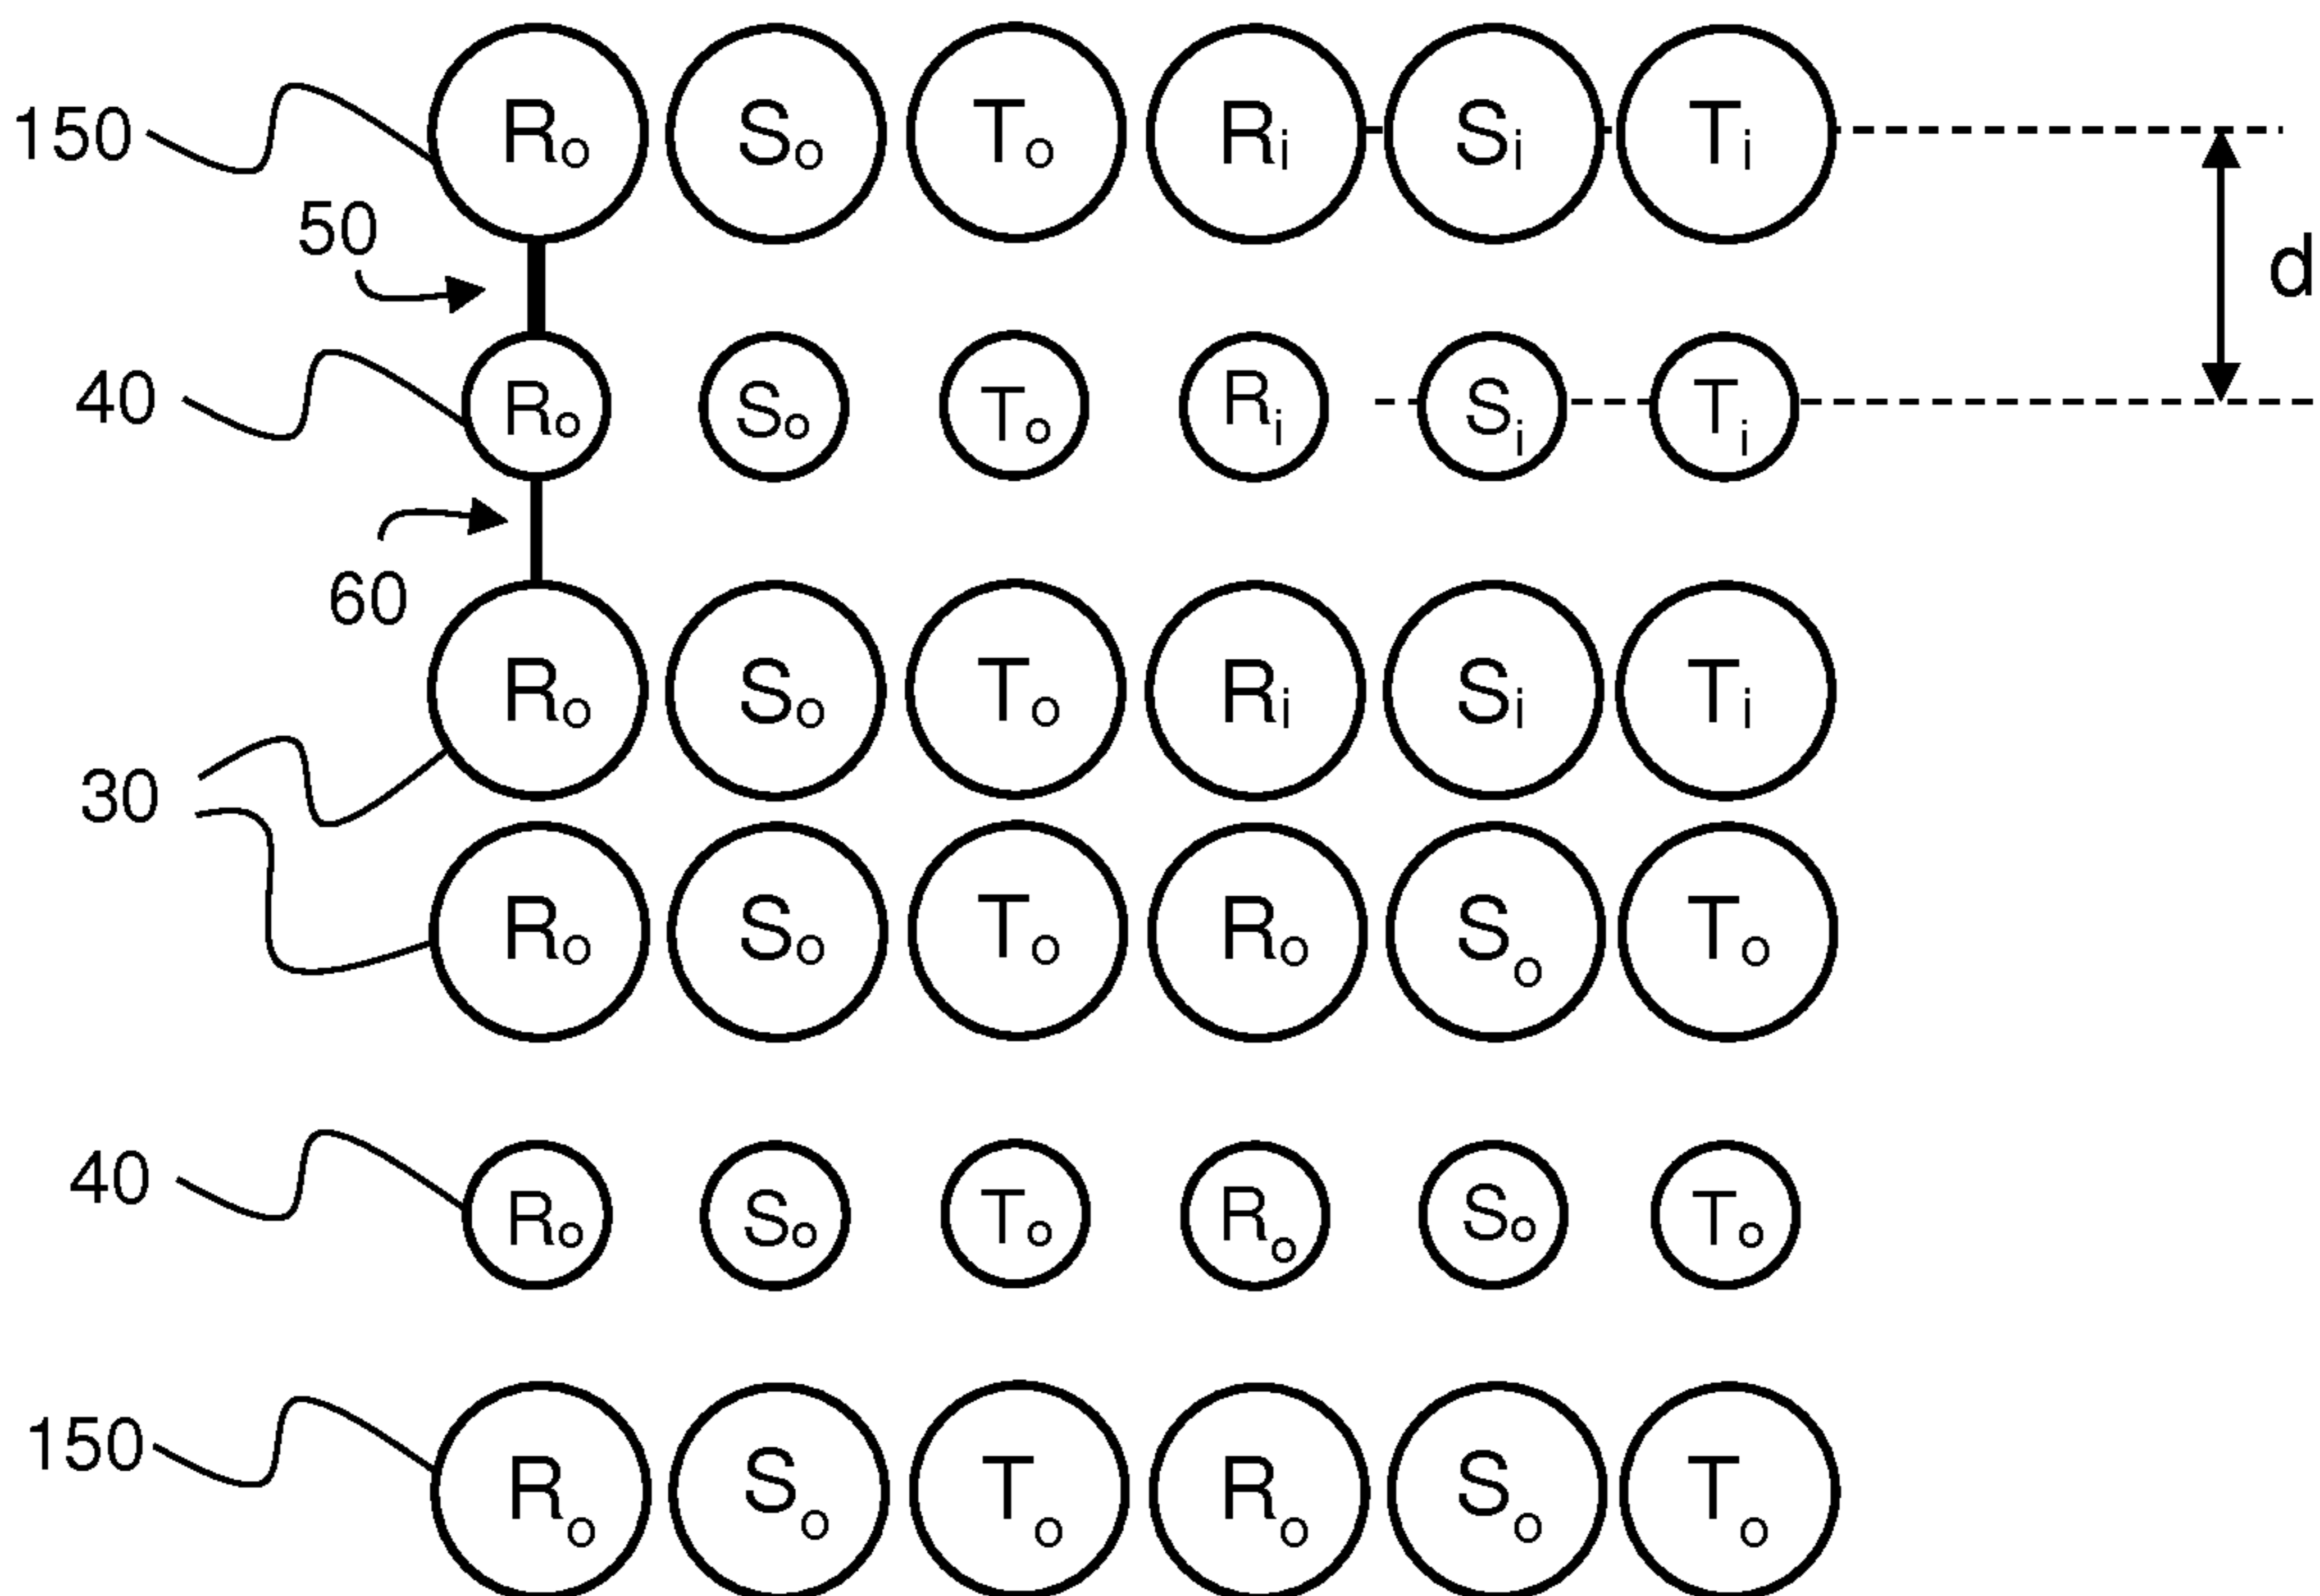 150 Ro So To Ri Si Ti
50 d
40 Ro So To Ri Si Ti
60
Ro So To Ri Si Ti
30
Ro So To Ro So To
40 Ro So To Ro So To
150 Ro So To Ro So To